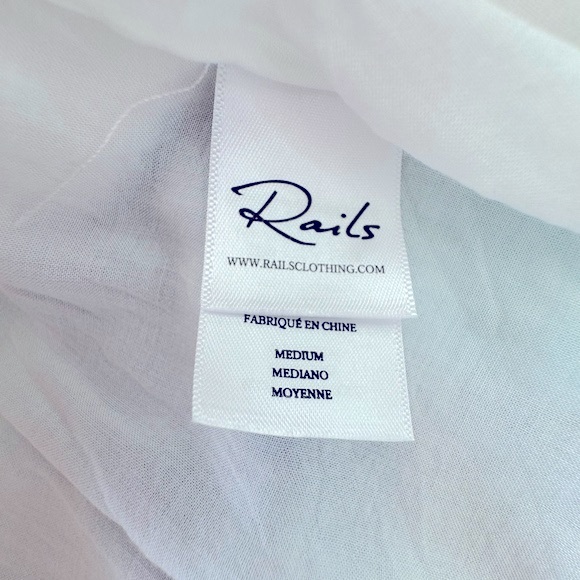 Rails
WWW.RAILSCLOTHING.COM
FABRIQUÉ EN CHINE
MEDIUM
MEDIANO
MOYENNE